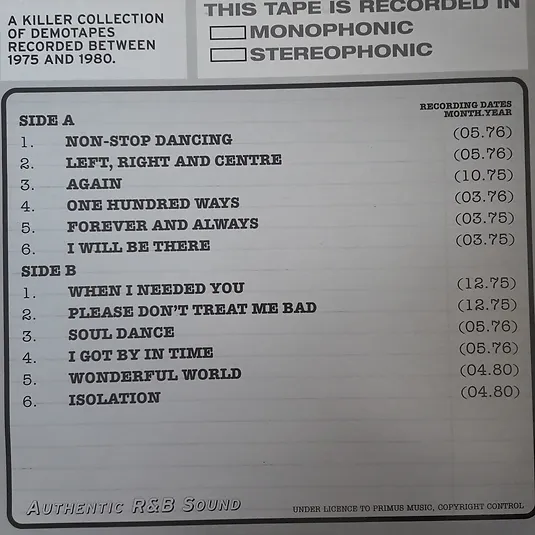 A KILLER COLLECTION
OF DEMOTAPES
RECORDED BETWEEN
1975 AND 1980.
THIS TAPE IS RECORDED IN
MONOPHONIC
STEREOPHONIC
RECORDING DATES
MONTH.YEAR
SIDE A
1. NON-STOP DANCING (05.76)
2. LEFT, RIGHT AND CENTRE (05.76)
3. AGAIN (10.75)
4. ONE HUNDRED WAYS (03.76)
5. FOREVER AND ALWAYS (03.75)
6. I WILL BE THERE (03.75)
SIDE B
1. WHEN I NEEDED YOU (12.75)
2. PLEASE DON'T TREAT ME BAD (12.75)
3. SOUL DANCE (05.76)
4. I GOT BY IN TIME (05.76)
5. WONDERFUL WORLD (04.80)
6. ISOLATION (04.80)
AUTHENTIC R&B SOUND
UNDER LICENCE TO PRIMUS MUSIC, COPYRIGHT CONTROL